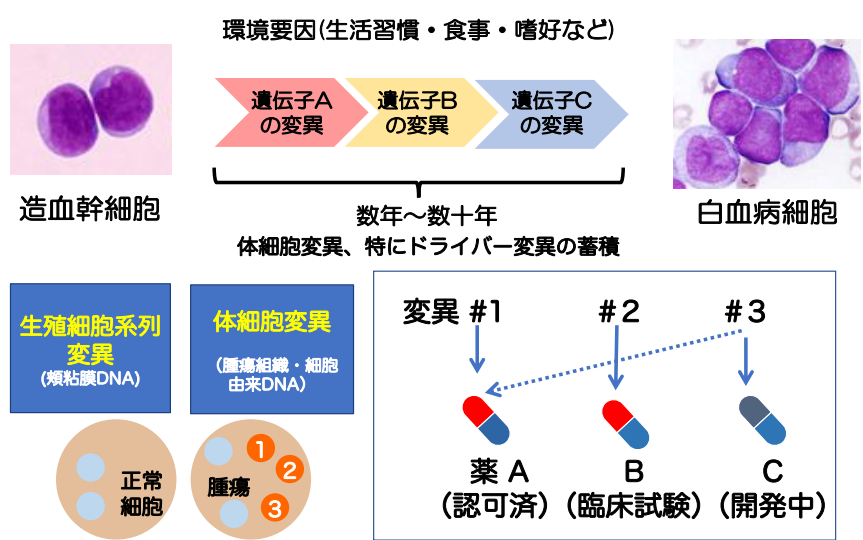 環境要因(生活習慣・食事・嗜好など)
遺伝子A
の変異
遺伝子B
の変異
遺伝子C
の変異
造血幹細胞
白血病細胞
数年〜数十年
体細胞変異、特にドライバー変異の蓄積
生殖細胞系列
変異
(頬粘膜DNA)
体細胞変異
(腫瘍組織・細胞
由来DNA)
正常
細胞
腫瘍
1
2
3
変異 #1
#2
#3
薬 A
B
C
(認可済)
(臨床試験)
(開発中)